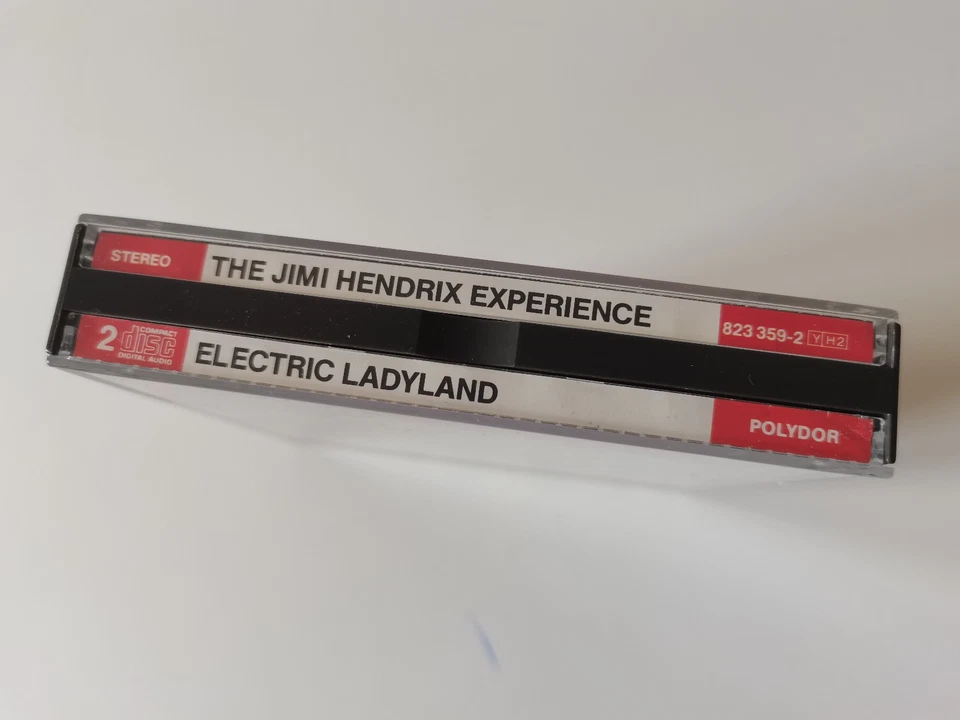 STEREO THE JIMI HENDRIX EXPERIENCE 823 359-2 Y H 2
2 COMPACT disc DIGITAL AUDIO ELECTRIC LADYLAND POLYDOR